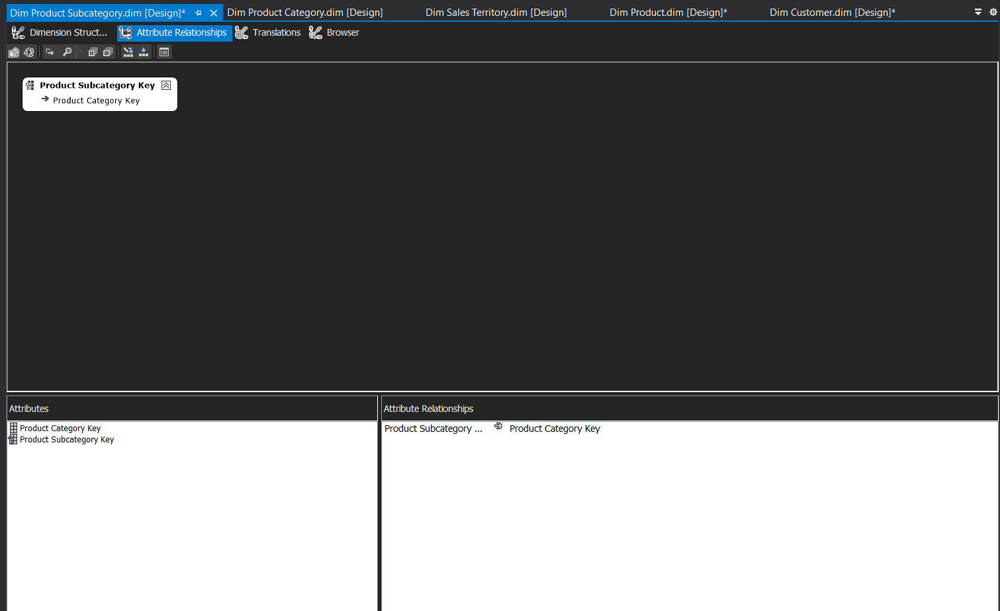 Dim Product Subcategory.dim [Design]* Dim Product Category.dim [Design] Dim Sales Territory.dim [Design] Dim Product.dim [Design]* Dim Customer.dim [Design]*
Dimension Struct... Attribute Relationships Translations Browser
Product Subcategory Key
Product Category Key
Attributes
Product Category Key
Product Subcategory Key
Attribute Relationships
Product Subcategory ... Product Category Key